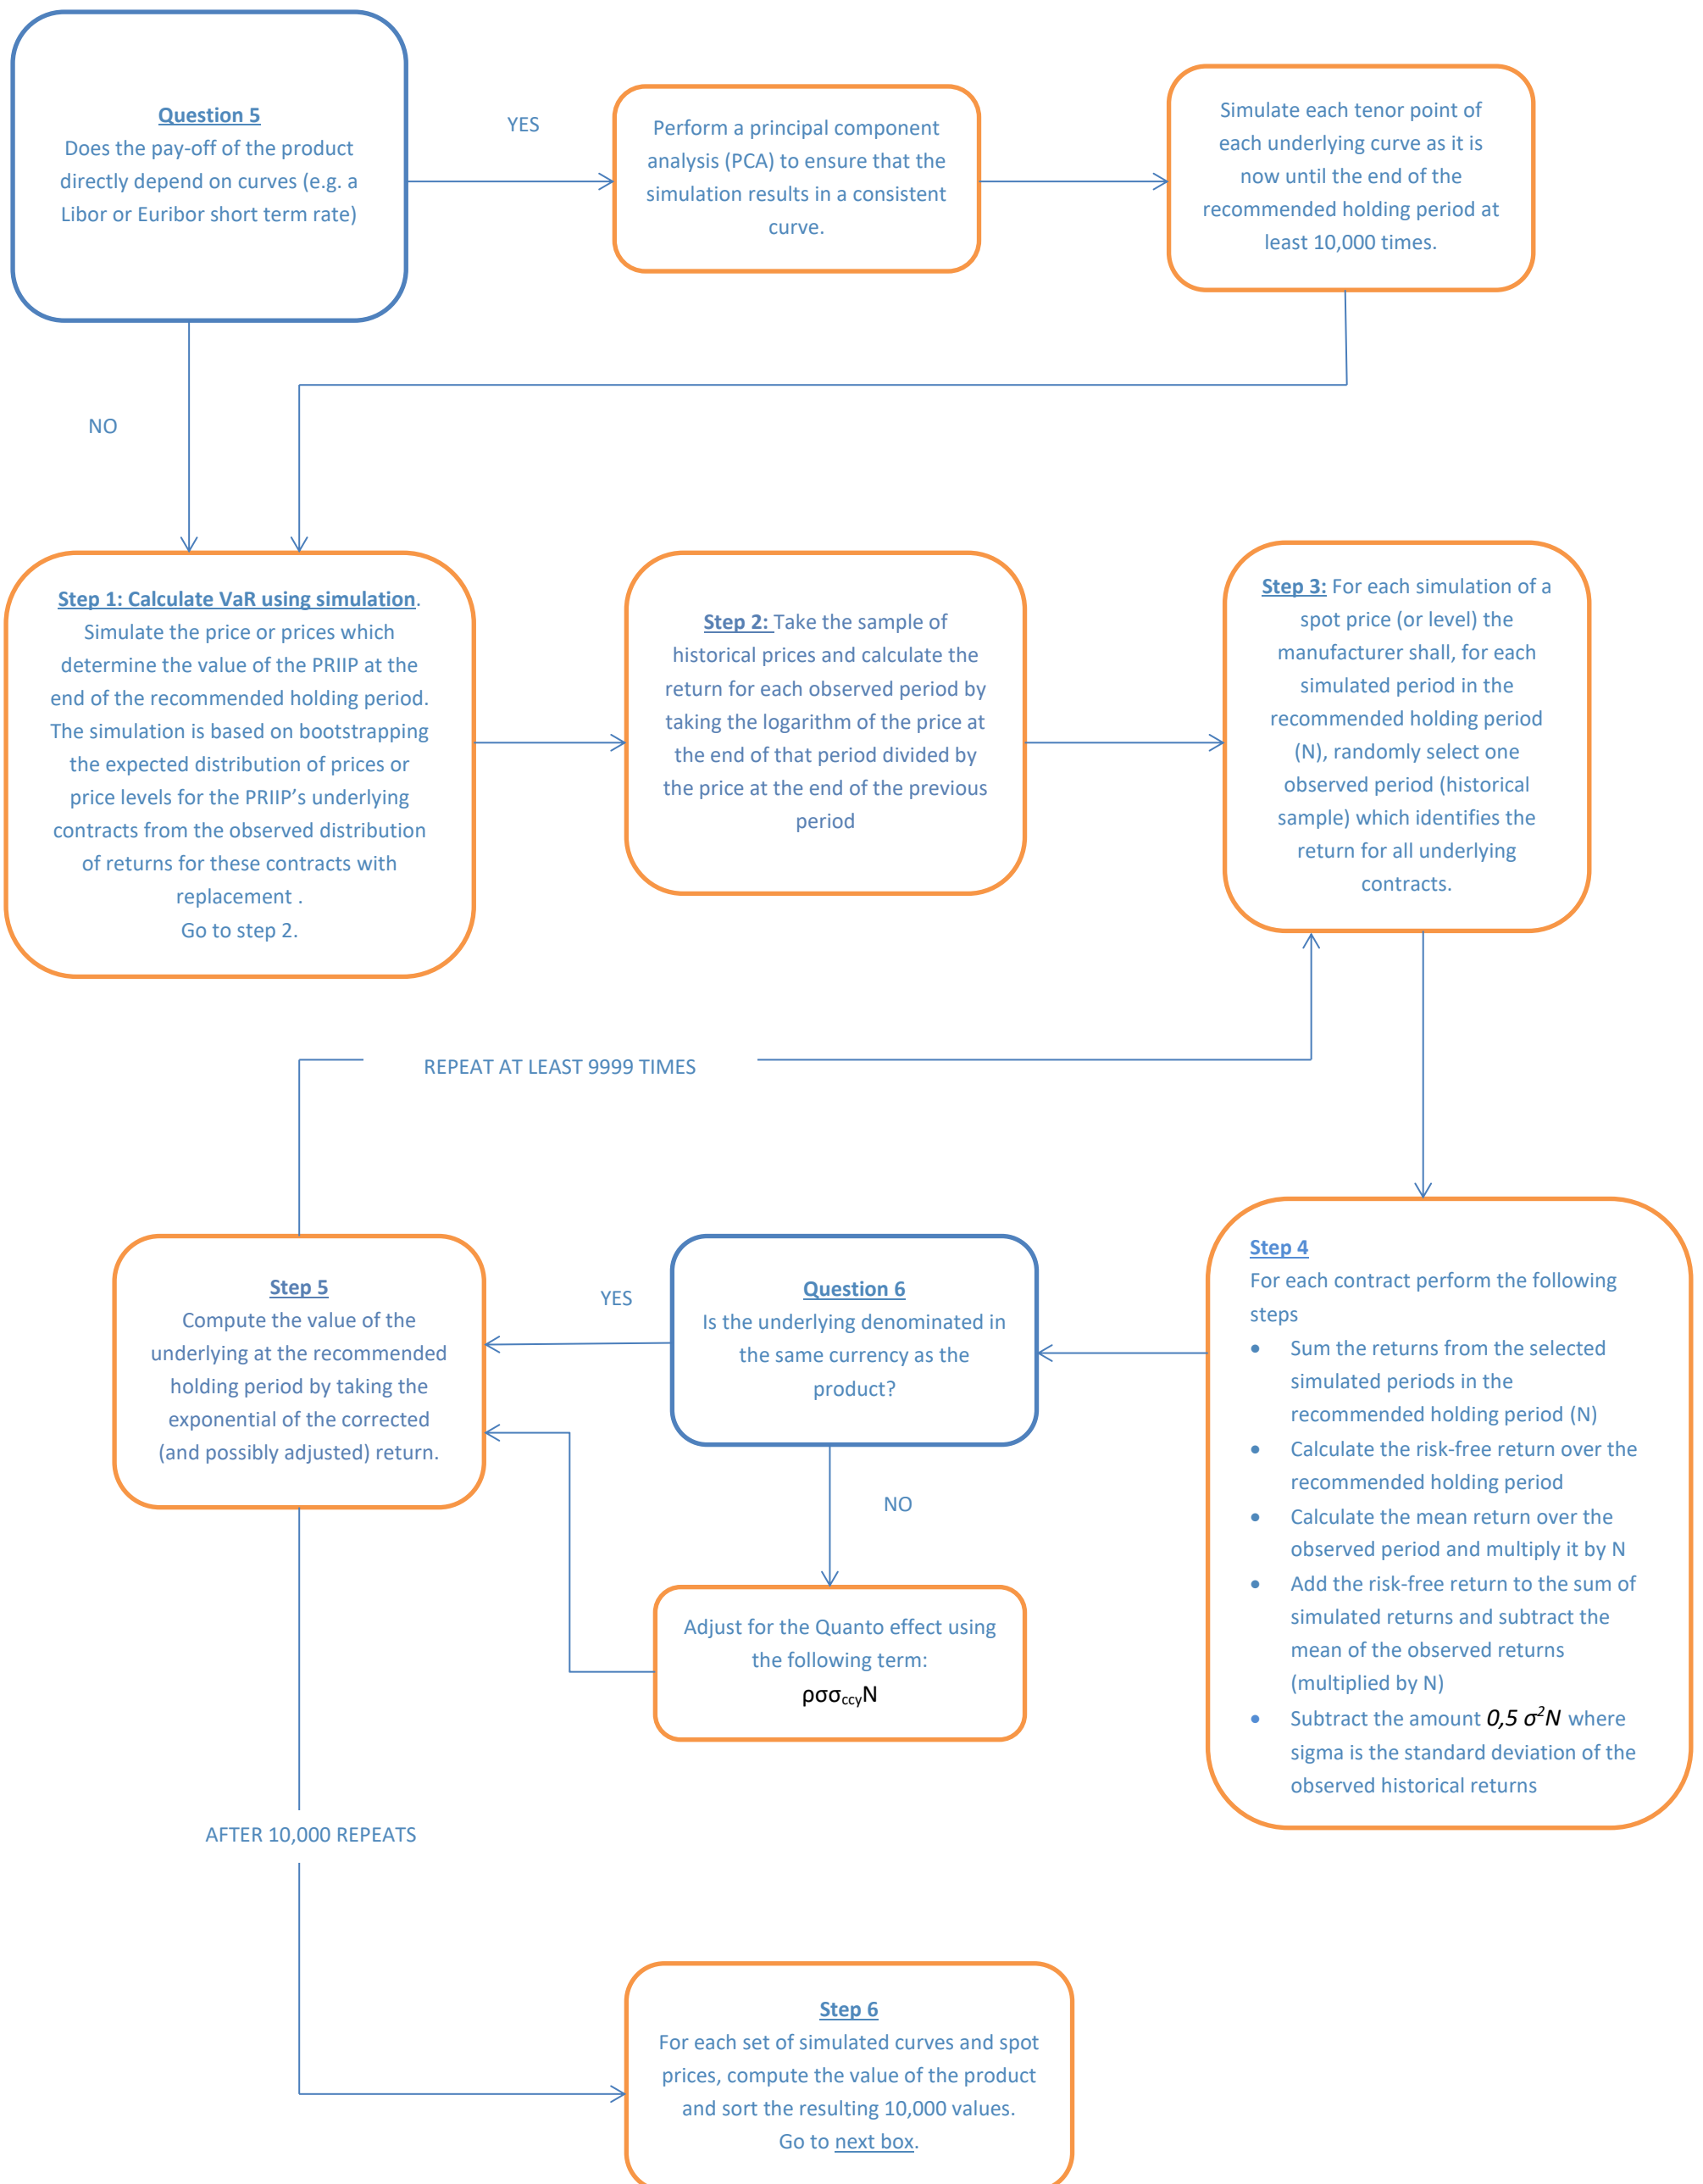 Question 5
Does the pay-off of the product
directly depend on curves (e.g. a
Libor or Euribor short term rate)
YES
Perform a principal component
analysis (PCA) to ensure that the
simulation results in a consistent
curve.
Simulate each tenor point of
each underlying curve as it is
now until the end of the
recommended holding period at
least 10,000 times.
NO
Step 1: Calculate VaR using simulation.
Simulate the price or prices which
determine the value of the PRIIP at the
end of the recommended holding period.
The simulation is based on bootstrapping
the expected distribution of prices or
price levels for the PRIIP’s underlying
contracts from the observed distribution
of returns for these contracts with
replacement .
Go to step 2.
Step 2: Take the sample of
historical prices and calculate the
return for each observed period by
taking the logarithm of the price at
the end of that period divided by
the price at the end of the previous
period
Step 3: For each simulation of a
spot price (or level) the
manufacturer shall, for each
simulated period in the
recommended holding period
(N), randomly select one
observed period (historical
sample) which identifies the
return for all underlying
contracts.
REPEAT AT LEAST 9999 TIMES
Step 4
For each contract perform the following
steps
• Sum the returns from the selected
simulated periods in the
recommended holding period (N)
• Calculate the risk-free return over the
recommended holding period
• Calculate the mean return over the
observed period and multiply it by N
• Add the risk-free return to the sum of
simulated returns and subtract the
mean of the observed returns
(multiplied by N)
• Subtract the amount 0,5 σ²N where
sigma is the standard deviation of the
observed historical returns
Question 6
Is the underlying denominated in
the same currency as the
product?
YES
NO
Adjust for the Quanto effect using
the following term:
ρσσccyN
Step 5
Compute the value of the
underlying at the recommended
holding period by taking the
exponential of the corrected
(and possibly adjusted) return.
AFTER 10,000 REPEATS
Step 6
For each set of simulated curves and spot
prices, compute the value of the product
and sort the resulting 10,000 values.
Go to next box.